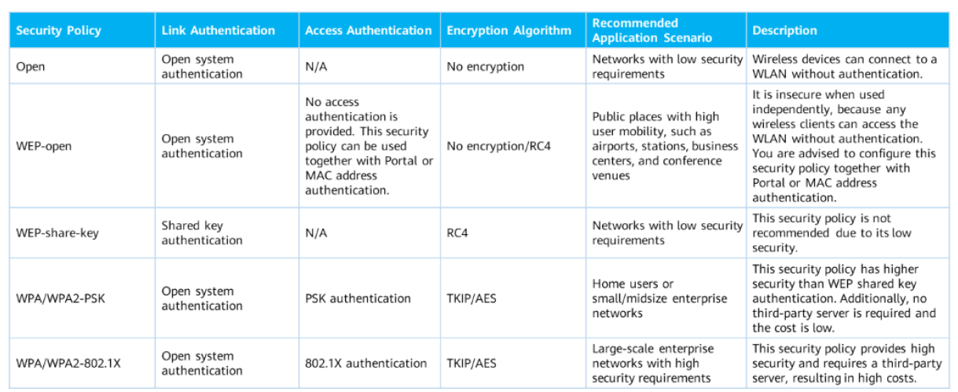 Security Policy
Link Authentication
Access Authentication
Encryption Algorithm
Recommended
Application Scenario
Description
Open
Open system
authentication
N/A
No encryption
Networks with low security
requirements
Wireless devices can connect to a
WLAN without authentication.
WEP-open
Open system
authentication
No access
authentication is
provided. This security
policy can be used
together with Portal or
MAC address
authentication.
No encryption/RC4
Public places with high
user mobility, such as
airports, stations, business
centers, and conference
venues
It is insecure when used
independently, because any
wireless clients can access the
WLAN without authentication.
You are advised to configure this
security policy together with
Portal or MAC address
authentication.
WEP-share-key
Shared key
authentication
N/A
RC4
Networks with low security
requirements
This security policy is not
recommended due to its low
security.
WPA/WPA2-PSK
Open system
authentication
PSK authentication
TKIP/AES
Home users or
small/midsize enterprise
networks
This security policy has higher
security than WEP shared key
authentication. Additionally, no
third-party server is required and
the cost is low.
WPA/WPA2-802.1X
Open system
authentication
802.1X authentication
TKIP/AES
Large-scale enterprise
networks with high
security requirements
This security policy provides high
security and requires a third-party
server, resulting in high costs.